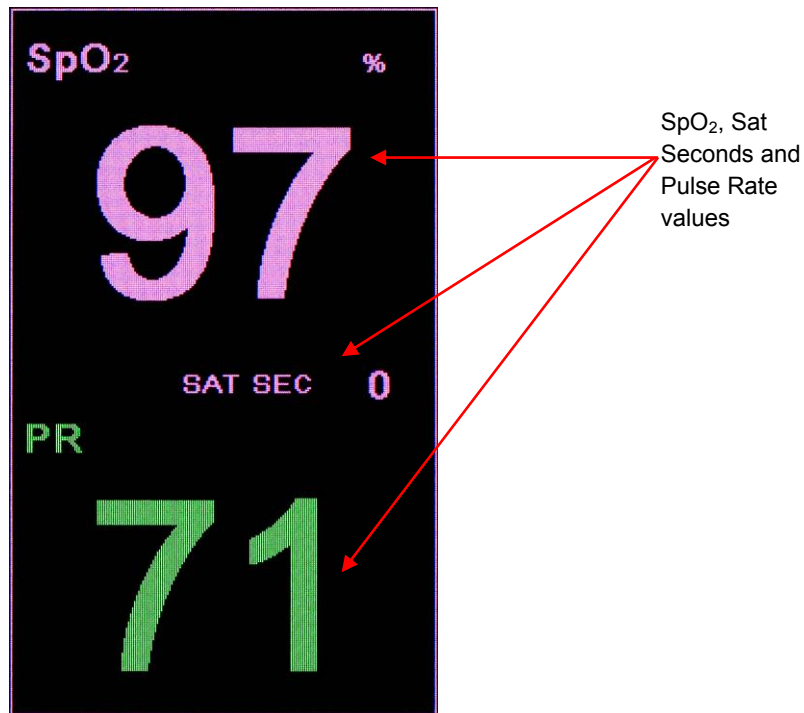 SpO₂ %
97
SAT SEC 0
PR
71
SpO₂, Sat
Seconds and
Pulse Rate
values